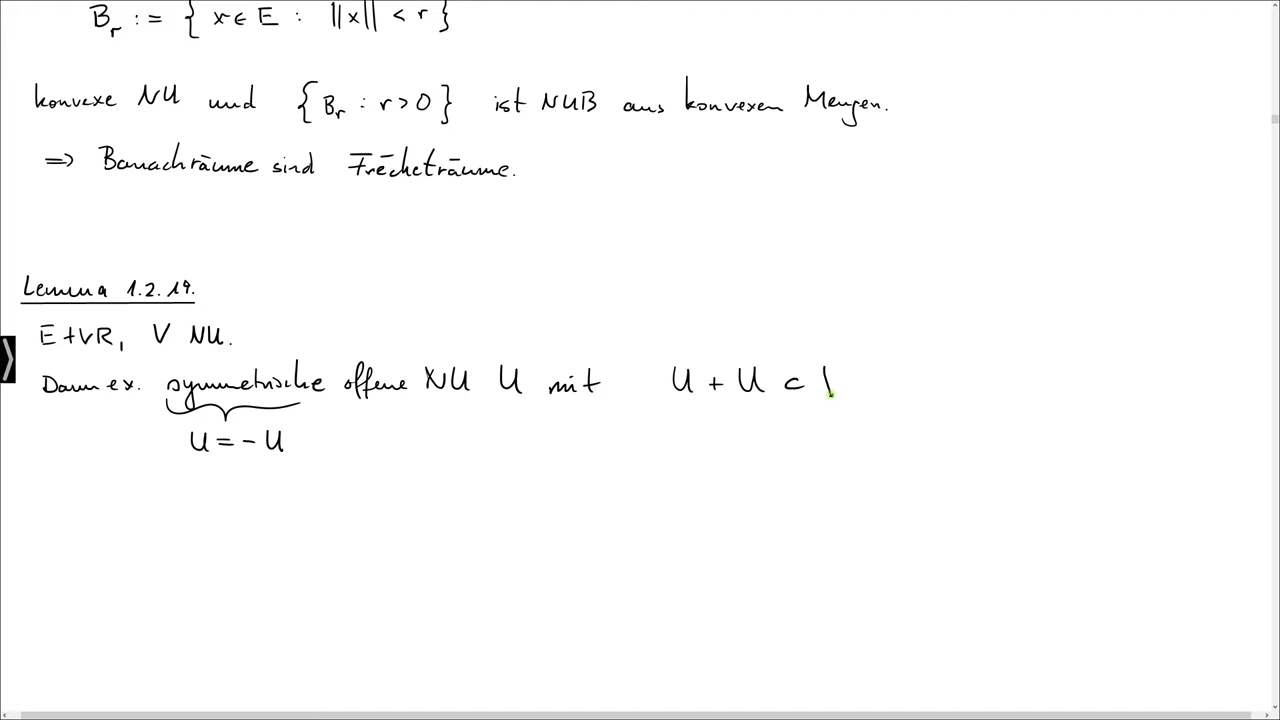 B_r := { x ∈ E : ||x|| < r }
konvexe NU und { B_r : r > 0 } ist NUB aus konvexen Mengen.
=> Banachräume sind Frécheträume.
Lemma 1.2.19.
E tVR, V NU.
Dann ex. symmetrische offene NU U mit U + U ⊂ \
U = - U